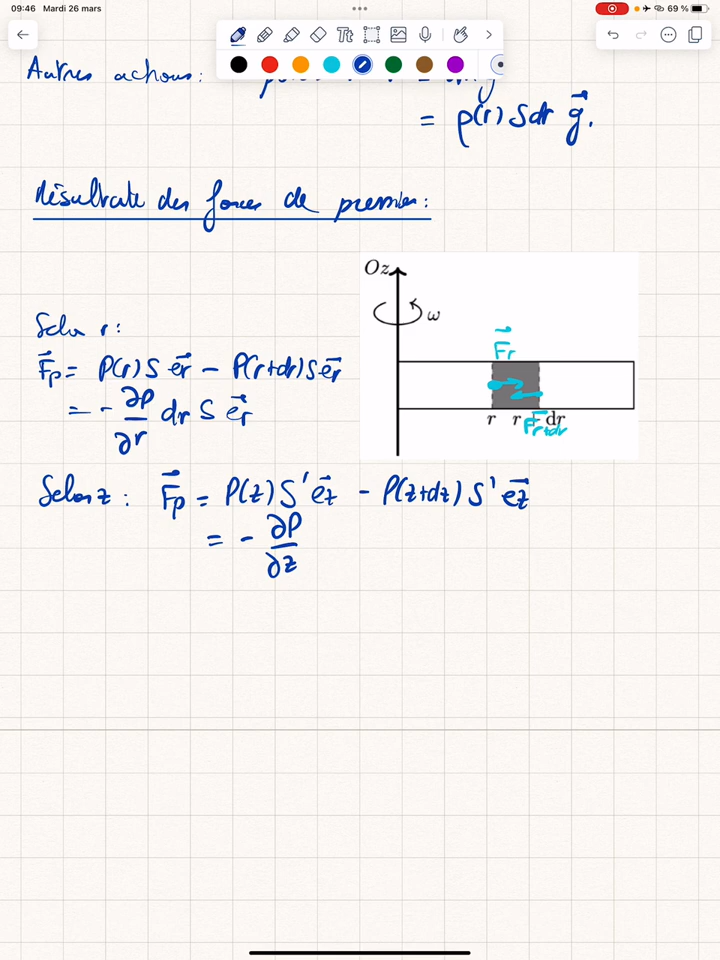 09:46 Mardi 26 mars
69 %
Tt
Autres actions:
= ρ(r) S dr g⃗.
Résultante des forces de pression:
Selon r:
F⃗p = P(r) S e⃗r - P(r+dr) S e⃗r
= - ∂P/∂r dr S e⃗r
Oz
ω
F⃗r
r r + dr
F⃗r+dr
Selon z: F⃗p = P(z) S' e⃗z - P(z+dz) S' e⃗z
= - ∂P/∂z